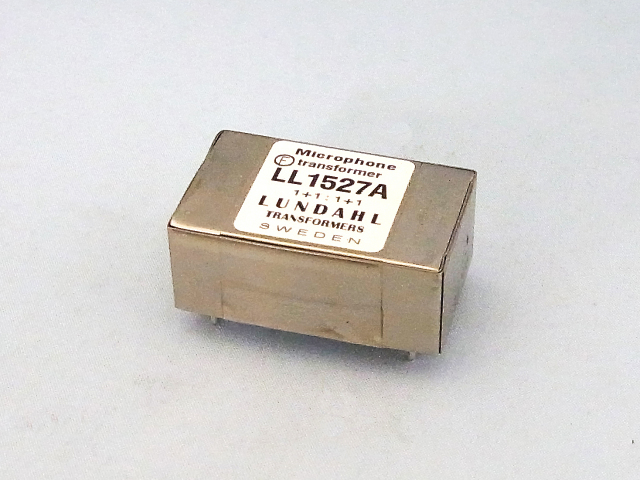 Microphone
Ⓕ transformer
LL1527A
1+1 : 1+1
LUNDAHL
TRANSFORMERS
SWEDEN